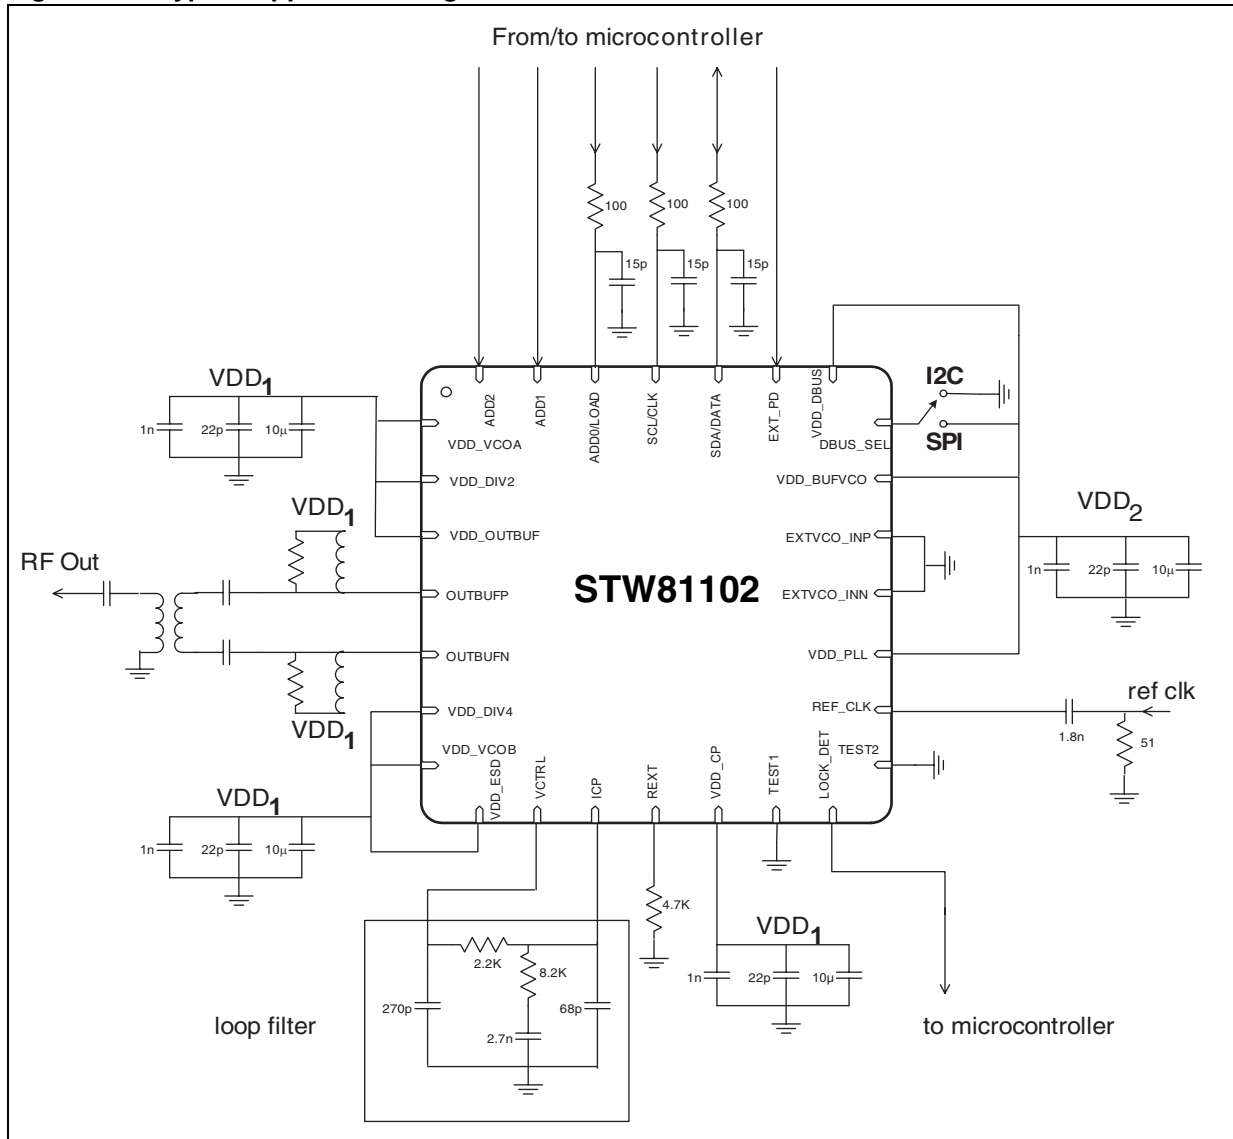 From/to microcontroller
100
100
100
15p
15p
15p
ADD2
ADD1
ADD0/LOAD
SCL/CLK
SDA/DATA
EXT_PD
VDD_DBUS
VDD1
1n
22p
10µ
VDD_VCOA
VDD_DIV2
VDD_OUTBUF
VDD1
RF Out
OUTBUFP
OUTBUFN
VDD1
VDD_DIV4
VDD_VCOB
VDD1
1n
22p
10µ
STW81102
I2C
SPI
DBUS_SEL
VDD_BUFVCO
EXTVCO_INP
EXTVCO_INN
VDD_PLL
VDD2
1n
22p
10µ
REF_CLK
ref clk
1.8n
51
TEST2
VDD_ESD
VCTRL
ICP
REXT
VDD_CP
TEST1
LOCK_DET
4.7K
VDD1
1n
22p
10µ
2.2K
8.2K
270p
68p
2.7n
loop filter
to microcontroller